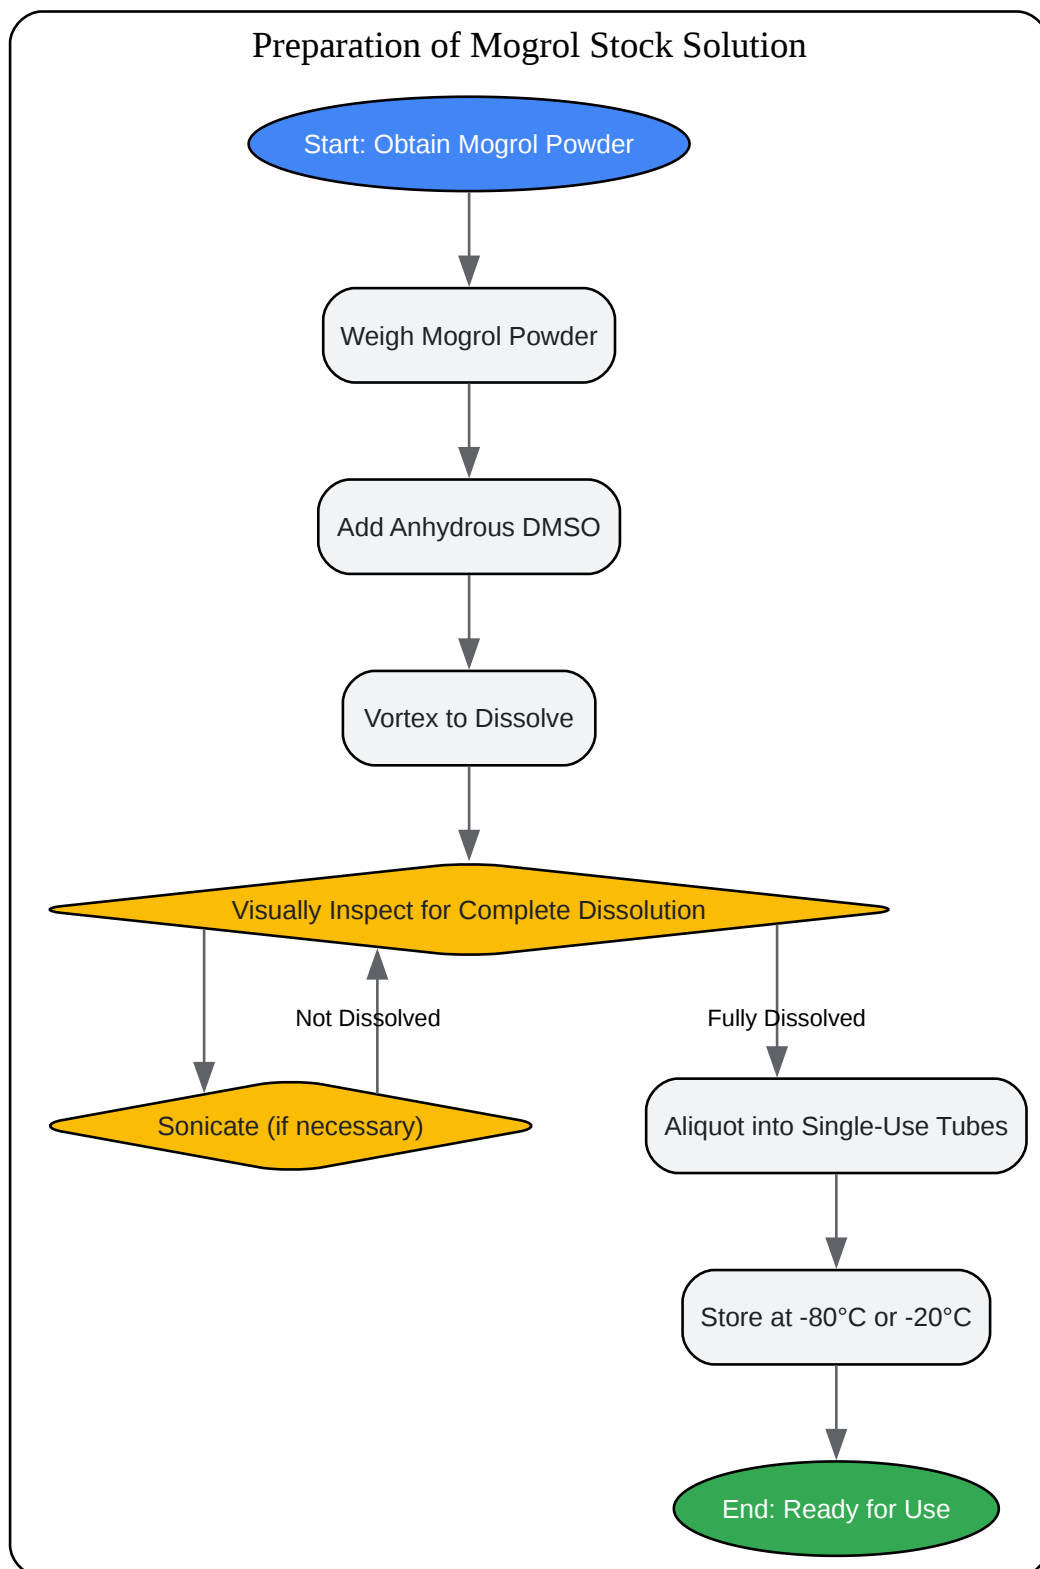 Preparation of Mogrol Stock Solution
Start: Obtain Mogrol Powder
Weigh Mogrol Powder
Add Anhydrous DMSO
Vortex to Dissolve
Visually Inspect for Complete Dissolution
Not Dissolved
Fully Dissolved
Sonicate (if necessary)
Aliquot into Single-Use Tubes
Store at -80°C or -20°C
End: Ready for Use